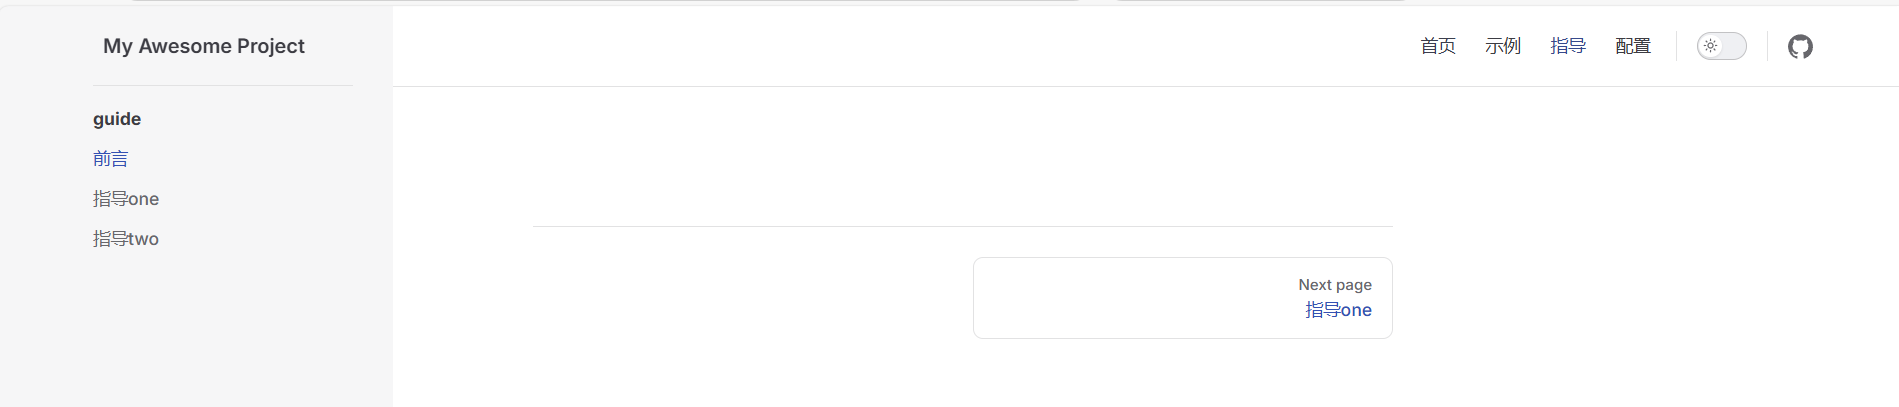 My Awesome Project
首页 示例 指导 配置
guide
前言
指导one
指导two
Next page
指导one